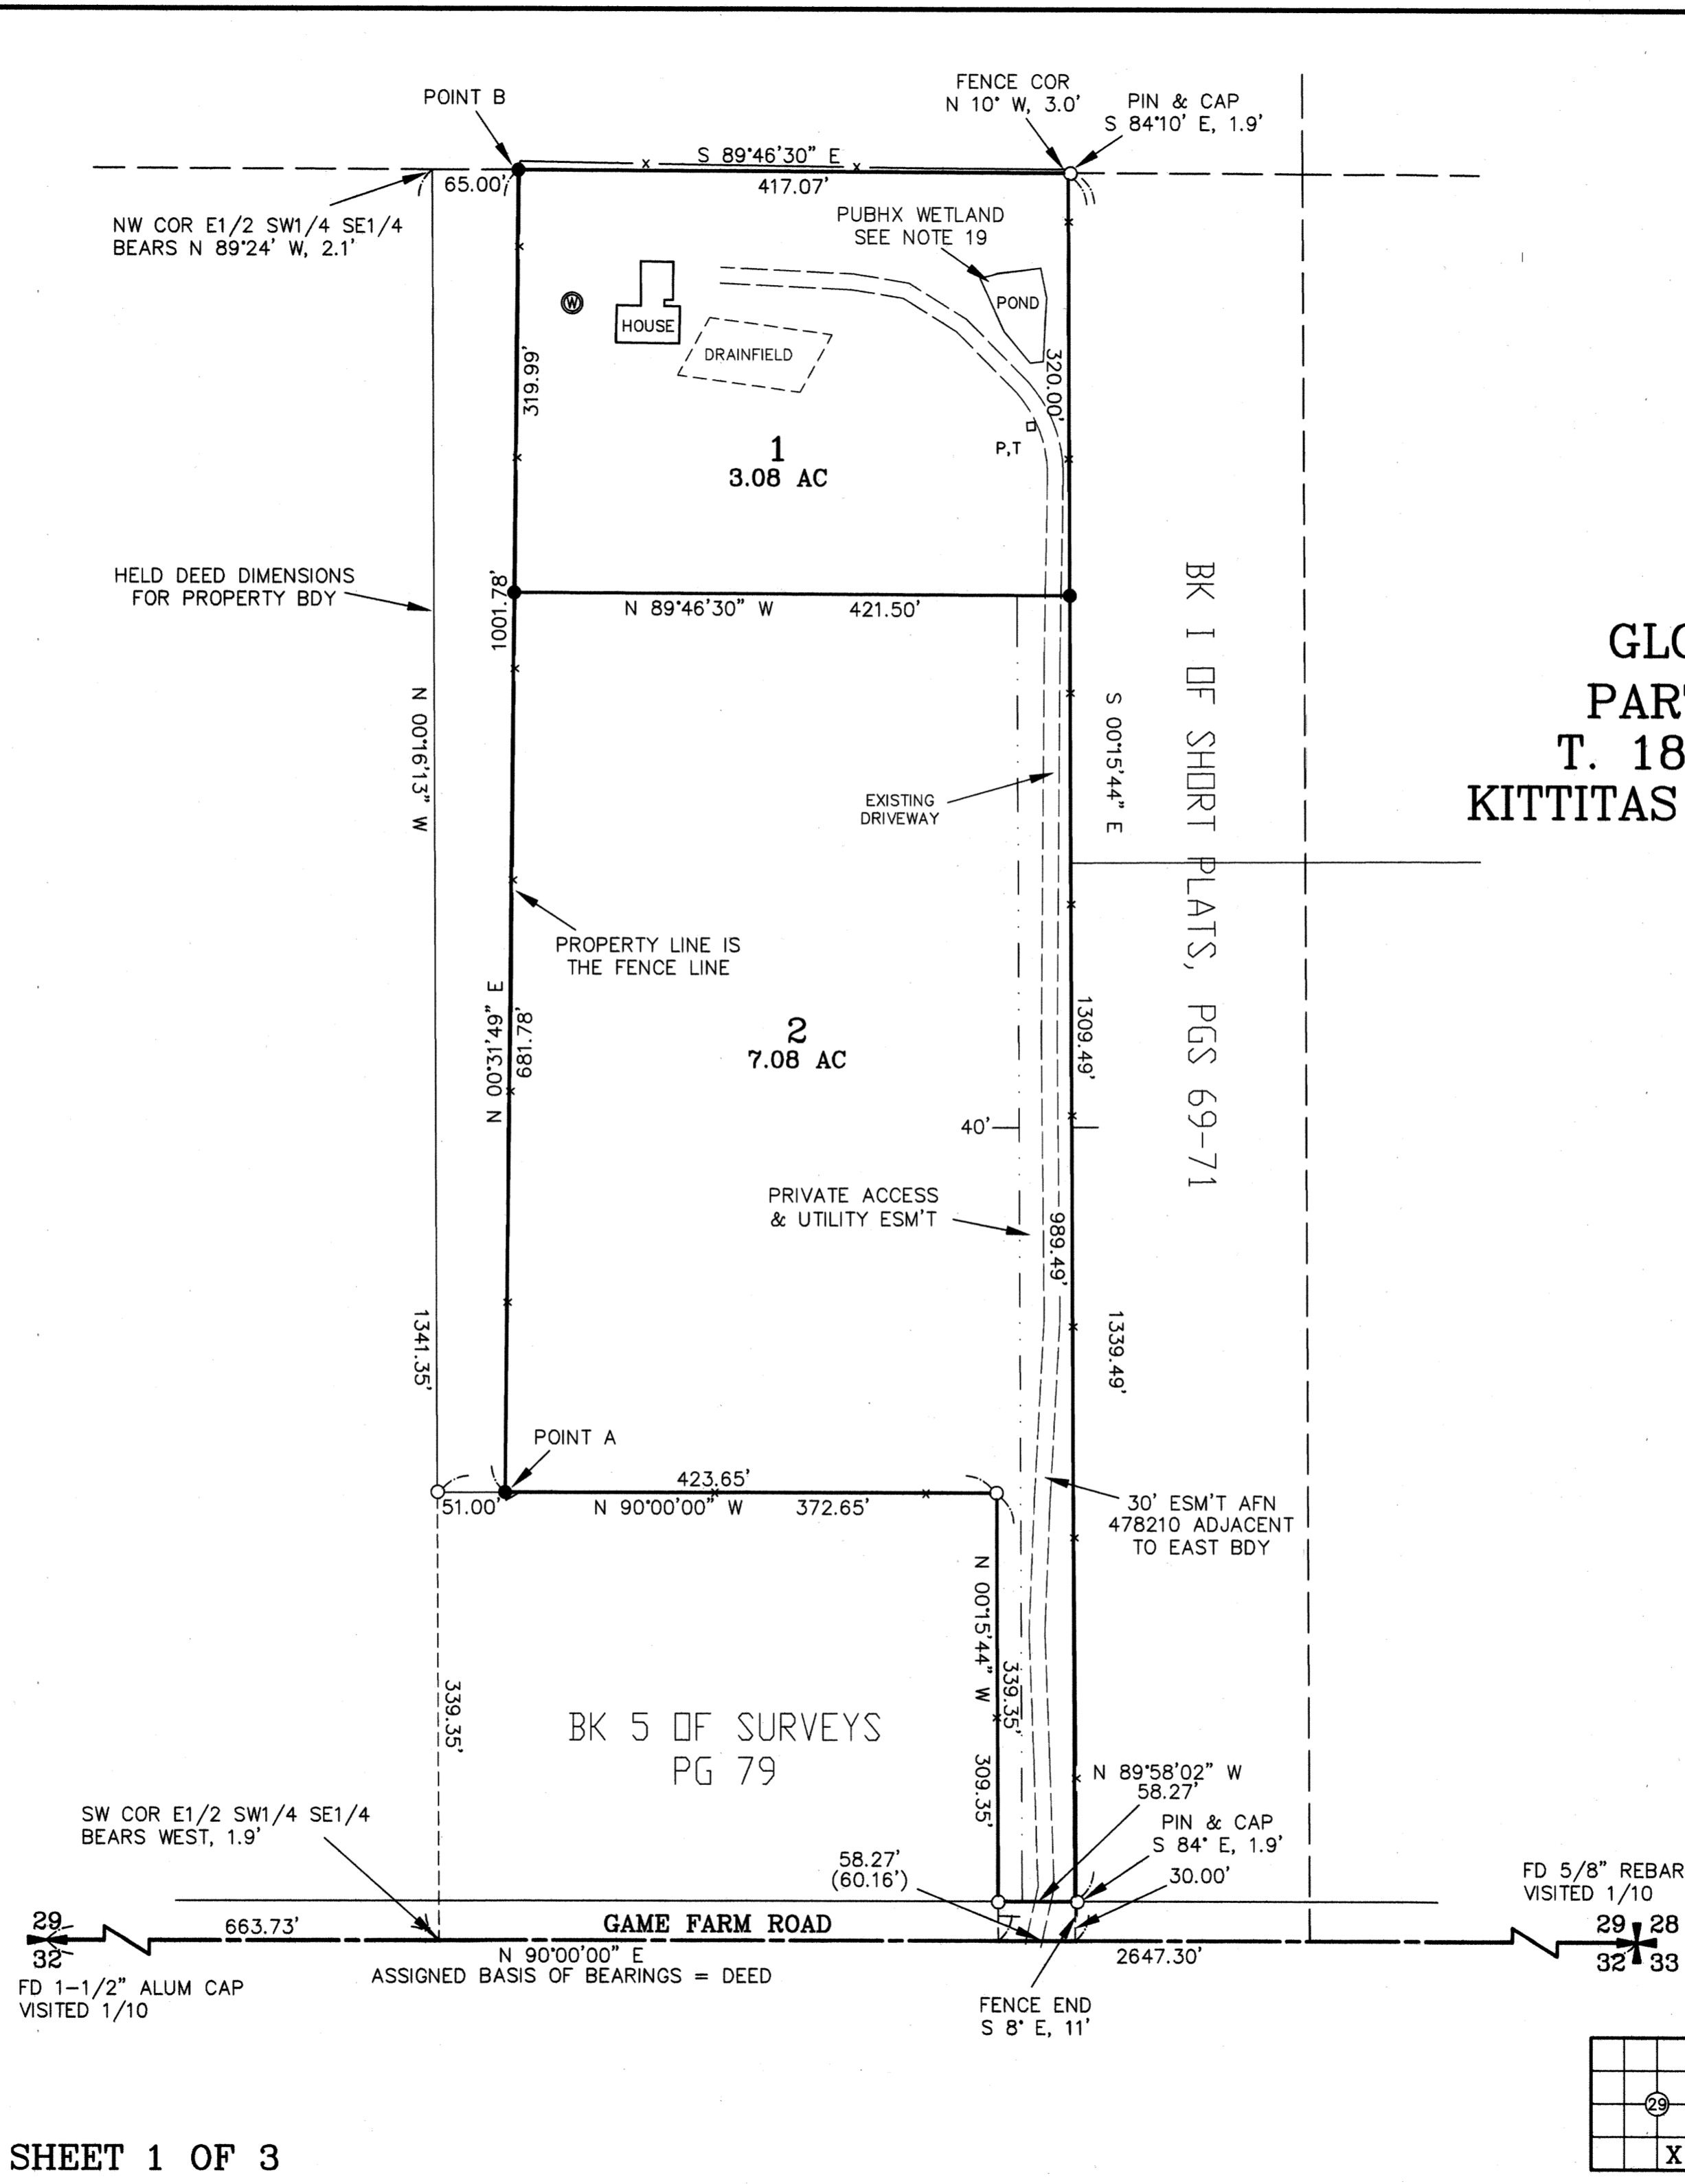 FENCE COR
N 10° W, 3.0'
PIN & CAP
S 84°10' E, 1.9'
POINT B
S 89°46'30" E
65.00'
417.07'
NW COR E1/2 SW1/4 SE1/4
BEARS N 89°24' W, 2.1'
PUBHX WETLAND
SEE NOTE 19
POND
W
HOUSE
DRAINFIELD
319.99'
320.00'
P,T
1
3.08 AC
HELD DEED DIMENSIONS
FOR PROPERTY BDY
1001.78'
N 89°46'30" W
421.50'
N 00°16'13" W
S 00°15'44" E
BK I OF SHORT PLATS, PGS 69-71
GLO
PART
T. 18
KITTITAS
EXISTING
DRIVEWAY
PROPERTY LINE IS
THE FENCE LINE
N 00°31'49" E
681.78'
2
7.08 AC
1309.49'
40'
PRIVATE ACCESS
& UTILITY ESM'T
989.49'
1341.35'
1339.49'
POINT A
423.65'
51.00'
N 90°00'00" W
372.65'
30' ESM'T AFN
478210 ADJACENT
TO EAST BDY
N 00°15'44" W
339.35'
309.35'
339.35'
BK 5 OF SURVEYS
PG 79
N 89°58'02" W
58.27'
SW COR E1/2 SW1/4 SE1/4
BEARS WEST, 1.9'
PIN & CAP
S 84° E, 1.9'
58.27'
(60.16')
30.00'
FD 5/8" REBAR
VISITED 1/10
29
32
663.73'
GAME FARM ROAD
29 28
32 33
N 90°00'00" E
2647.30'
ASSIGNED BASIS OF BEARINGS = DEED
FD 1-1/2" ALUM CAP
VISITED 1/10
FENCE END
S 8° E, 11'
29
X
SHEET 1 OF 3